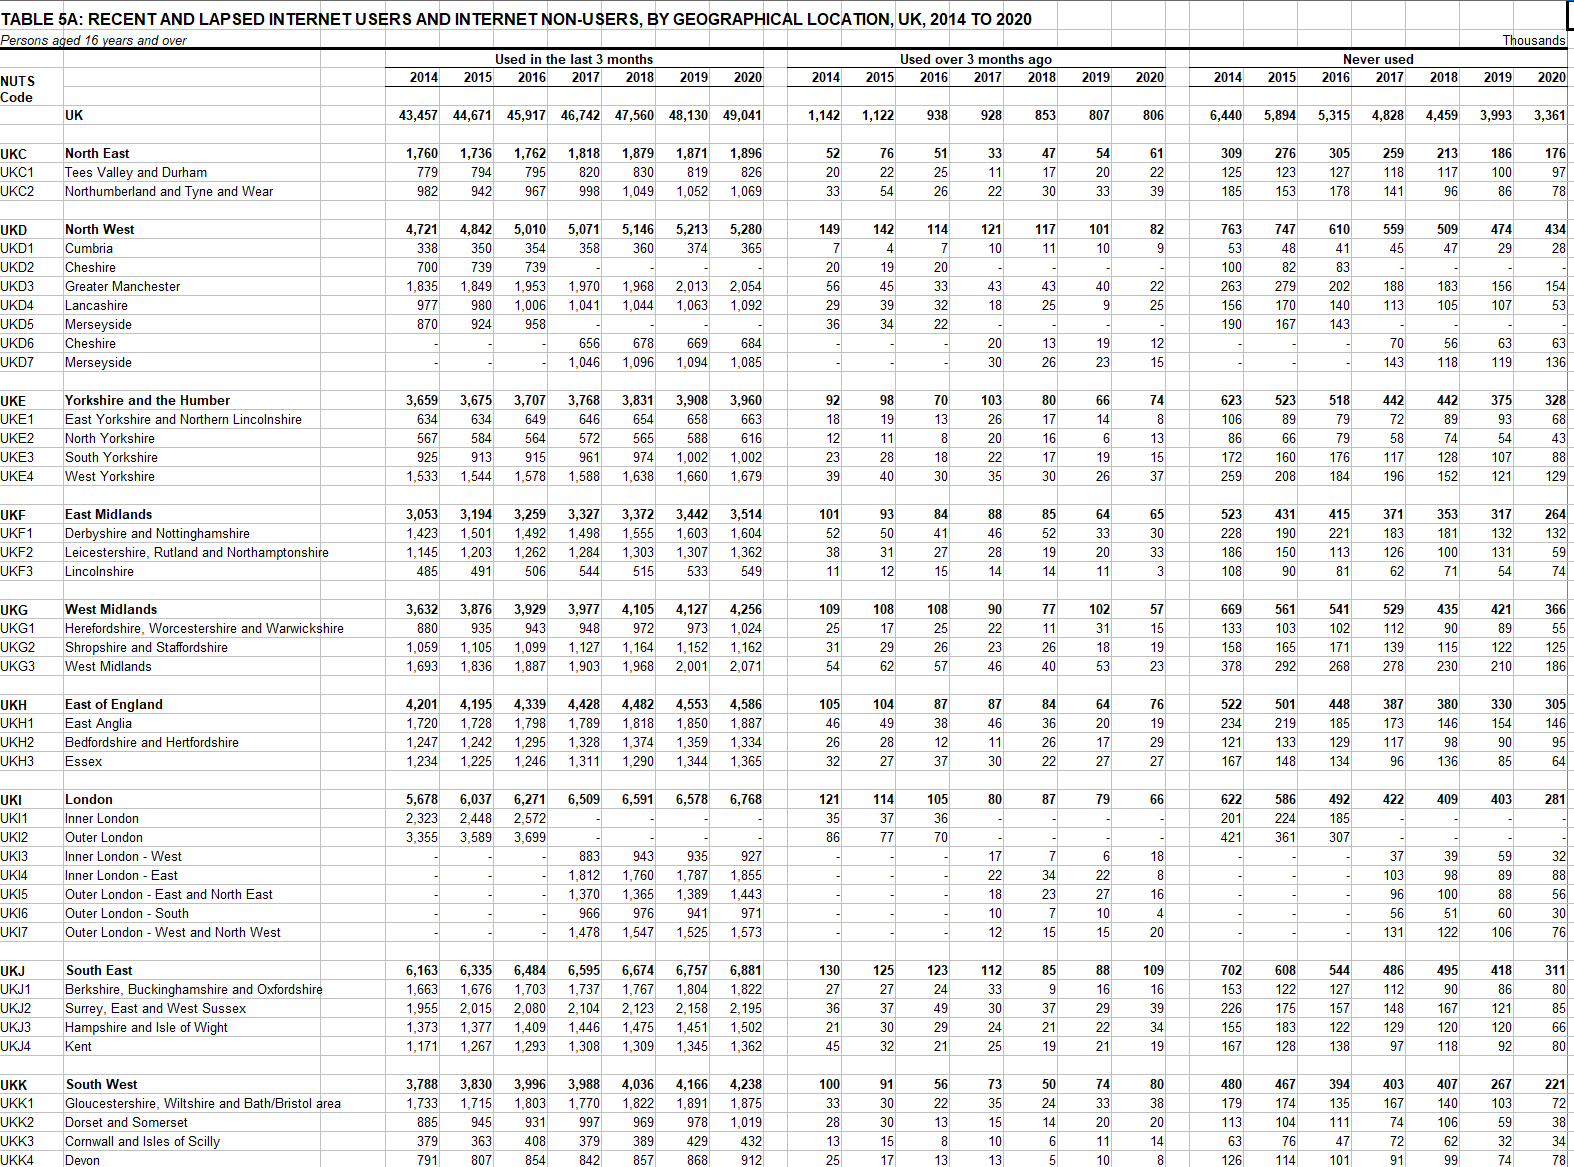 TABLE 5A: RECENT AND LAPSED INTERNET USERS AND INTERNET NON-USERS, BY GEOGRAPHICAL LOCATION, UK, 2014 TO 2020
Persons aged 16 years and over Thousands
Used in the last 3 months Used over 3 months ago Never used
NUTS Code 2014 2015 2016 2017 2018 2019 2020 2014 2015 2016 2017 2018 2019 2020 2014 2015 2016 2017 2018 2019 2020
UK 43,457 44,671 45,917 46,742 47,560 48,130 49,041 1,142 1,122 938 928 853 807 806 6,440 5,894 5,315 4,828 4,459 3,993 3,361
UKC North East 1,760 1,736 1,762 1,818 1,879 1,871 1,896 52 76 51 33 47 54 61 309 276 305 259 213 186 176
UKC1 Tees Valley and Durham 779 794 795 820 830 819 826 20 22 25 11 17 20 22 125 123 127 118 117 100 97
UKC2 Northumberland and Tyne and Wear 982 942 967 998 1,049 1,052 1,069 33 54 26 22 30 33 39 185 153 178 141 96 86 78
UKD North West 4,721 4,842 5,010 5,071 5,146 5,213 5,280 149 142 114 121 117 101 82 763 747 610 559 509 474 434
UKD1 Cumbria 338 350 354 358 360 374 365 7 4 7 10 11 10 9 53 48 41 45 47 29 28
UKD2 Cheshire 700 739 739 - - - - 20 19 20 - - - - 100 82 83 - - - -
UKD3 Greater Manchester 1,835 1,849 1,953 1,970 1,968 2,013 2,054 56 45 33 43 43 40 22 263 279 202 188 183 156 154
UKD4 Lancashire 977 980 1,006 1,041 1,044 1,063 1,092 29 39 32 18 25 9 25 156 170 140 113 105 107 53
UKD5 Merseyside 870 924 958 - - - - 36 34 22 - - - - 190 167 143 - - - -
UKD6 Cheshire - - - 656 678 669 684 - - - 20 13 19 12 - - - 70 56 63 63
UKD7 Merseyside - - - 1,046 1,096 1,094 1,085 - - - 30 26 23 15 - - - 143 118 119 136
UKE Yorkshire and the Humber 3,659 3,675 3,707 3,768 3,831 3,908 3,960 92 98 70 103 80 66 74 623 523 518 442 442 375 328
UKE1 East Yorkshire and Northern Lincolnshire 634 634 649 646 654 658 663 18 19 13 26 17 14 8 106 89 79 72 89 93 68
UKE2 North Yorkshire 567 584 564 572 565 588 616 12 11 8 20 16 6 13 86 66 79 58 74 54 43
UKE3 South Yorkshire 925 913 915 961 974 1,002 1,002 23 28 18 22 17 19 15 172 160 176 117 128 107 88
UKE4 West Yorkshire 1,533 1,544 1,578 1,588 1,638 1,660 1,679 39 40 30 35 30 26 37 259 208 184 196 152 121 129
UKF East Midlands 3,053 3,194 3,259 3,327 3,372 3,442 3,514 101 93 84 88 85 64 65 523 431 415 371 353 317 264
UKF1 Derbyshire and Nottinghamshire 1,423 1,501 1,492 1,498 1,555 1,603 1,604 52 50 41 46 52 33 30 228 190 221 183 181 132 132
UKF2 Leicestershire, Rutland and Northamptonshire 1,145 1,203 1,262 1,284 1,303 1,307 1,362 38 31 27 28 19 20 33 186 150 113 126 100 131 59
UKF3 Lincolnshire 485 491 506 544 515 533 549 11 12 15 14 14 11 3 108 90 81 62 71 54 74
UKG West Midlands 3,632 3,876 3,929 3,977 4,105 4,127 4,256 109 108 108 90 77 102 57 669 561 541 529 435 421 366
UKG1 Herefordshire, Worcestershire and Warwickshire 880 935 943 948 972 973 1,024 25 17 25 22 11 31 15 133 103 102 112 90 89 55
UKG2 Shropshire and Staffordshire 1,059 1,105 1,099 1,127 1,164 1,152 1,162 31 29 26 23 26 18 19 158 165 171 139 115 122 125
UKG3 West Midlands 1,693 1,836 1,887 1,903 1,968 2,001 2,071 54 62 57 46 40 53 23 378 292 268 278 230 210 186
UKH East of England 4,201 4,195 4,339 4,428 4,482 4,553 4,586 105 104 87 87 84 64 76 522 501 448 387 380 330 305
UKH1 East Anglia 1,720 1,728 1,798 1,789 1,818 1,850 1,887 46 49 38 46 36 20 19 234 219 185 173 146 154 146
UKH2 Bedfordshire and Hertfordshire 1,247 1,242 1,295 1,328 1,374 1,359 1,334 26 28 12 11 26 17 29 121 133 129 117 98 90 95
UKH3 Essex 1,234 1,225 1,246 1,311 1,290 1,344 1,365 32 27 37 30 22 27 27 167 148 134 96 136 85 64
UKI London 5,678 6,037 6,271 6,509 6,591 6,578 6,768 121 114 105 80 87 79 66 622 586 492 422 409 403 281
UKI1 Inner London 2,323 2,448 2,572 - - - - 35 37 36 - - - - 201 224 185 - - - -
UKI2 Outer London 3,355 3,589 3,699 - - - - 86 77 70 - - - - 421 361 307 - - - -
UKI3 Inner London - West - - - 883 943 935 927 - - - 17 7 6 18 - - - 37 39 59 32
UKI4 Inner London - East - - - 1,812 1,760 1,787 1,855 - - - 22 34 22 8 - - - 103 98 89 88
UKI5 Outer London - East and North East - - - 1,370 1,365 1,389 1,443 - - - 18 23 27 16 - - - 96 100 88 56
UKI6 Outer London - South - - - 966 976 941 971 - - - 10 7 10 4 - - - 56 51 60 30
UKI7 Outer London - West and North West - - - 1,478 1,547 1,525 1,573 - - - 12 15 15 20 - - - 131 122 106 76
UKJ South East 6,163 6,335 6,484 6,595 6,674 6,757 6,881 130 125 123 112 85 88 109 702 608 544 486 495 418 311
UKJ1 Berkshire, Buckinghamshire and Oxfordshire 1,663 1,676 1,703 1,737 1,767 1,804 1,822 27 27 24 33 9 16 16 153 122 127 112 90 86 80
UKJ2 Surrey, East and West Sussex 1,955 2,015 2,080 2,104 2,123 2,158 2,195 36 37 49 30 37 29 39 226 175 157 148 167 121 85
UKJ3 Hampshire and Isle of Wight 1,373 1,377 1,409 1,446 1,475 1,451 1,502 21 30 29 24 21 22 34 155 183 122 129 120 120 66
UKJ4 Kent 1,171 1,267 1,293 1,308 1,309 1,345 1,362 45 32 21 25 19 21 19 167 128 138 97 118 92 80
UKK South West 3,788 3,830 3,996 3,988 4,036 4,166 4,238 100 91 56 73 50 74 80 480 467 394 403 407 267 221
UKK1 Gloucestershire, Wiltshire and Bath/Bristol area 1,733 1,715 1,803 1,770 1,822 1,891 1,875 33 30 22 35 24 33 38 179 174 135 167 140 103 72
UKK2 Dorset and Somerset 885 945 931 997 969 978 1,019 28 30 13 15 14 20 20 113 104 111 74 106 59 38
UKK3 Cornwall and Isles of Scilly 379 363 408 379 389 429 432 13 15 8 10 6 11 14 63 76 47 72 62 32 34
UKK4 Devon 791 807 854 842 857 868 912 25 17 13 13 5 10 8 126 114 101 91 99 74 78